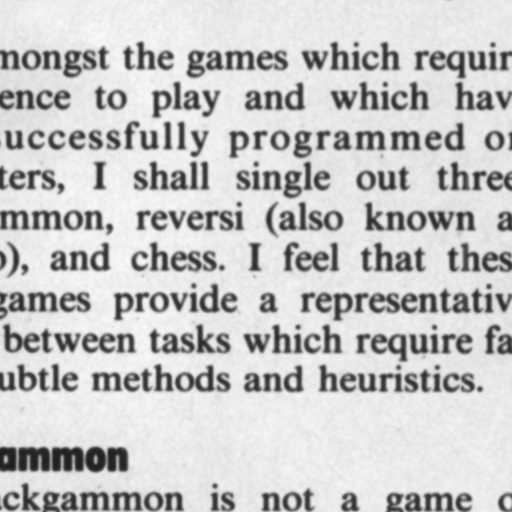 mongst the games which requir
ence to play and which hav
uccessfully programmed o
ters, I shall single out three
mmon, reversi (also known a
o), and chess. I feel that thes
games provide a representativ
between tasks which require fa
ubtle methods and heuristics.
ammon
ackgammon is not a game o